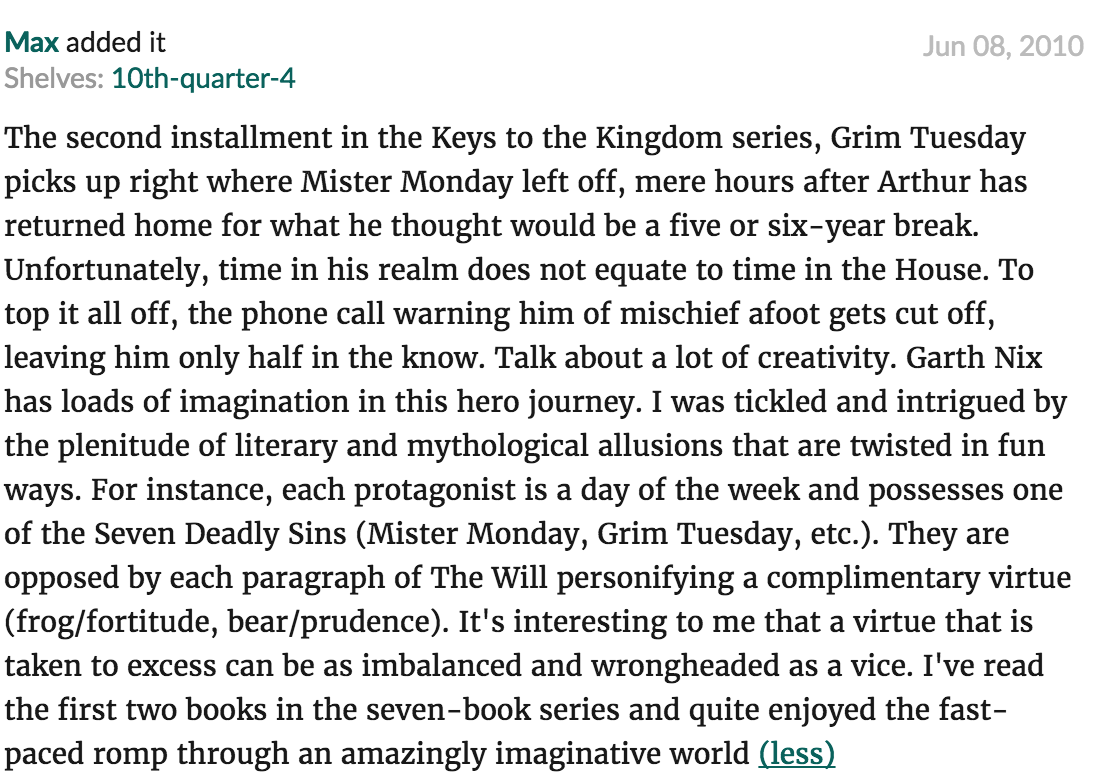 Max added it
Jun 08, 2010
Shelves: 10th-quarter-4
The second installment in the Keys to the Kingdom series, Grim Tuesday
picks up right where Mister Monday left off, mere hours after Arthur has
returned home for what he thought would be a five or six-year break.
Unfortunately, time in his realm does not equate to time in the House. To
top it all off, the phone call warning him of mischief afoot gets cut off,
leaving him only half in the know. Talk about a lot of creativity. Garth Nix
has loads of imagination in this hero journey. I was tickled and intrigued by
the plenitude of literary and mythological allusions that are twisted in fun
ways. For instance, each protagonist is a day of the week and possesses one
of the Seven Deadly Sins (Mister Monday, Grim Tuesday, etc.). They are
opposed by each paragraph of The Will personifying a complimentary virtue
(frog/fortitude, bear/prudence). It's interesting to me that a virtue that is
taken to excess can be as imbalanced and wrongheaded as a vice. I've read
the first two books in the seven-book series and quite enjoyed the fast-
paced romp through an amazingly imaginative world (less)